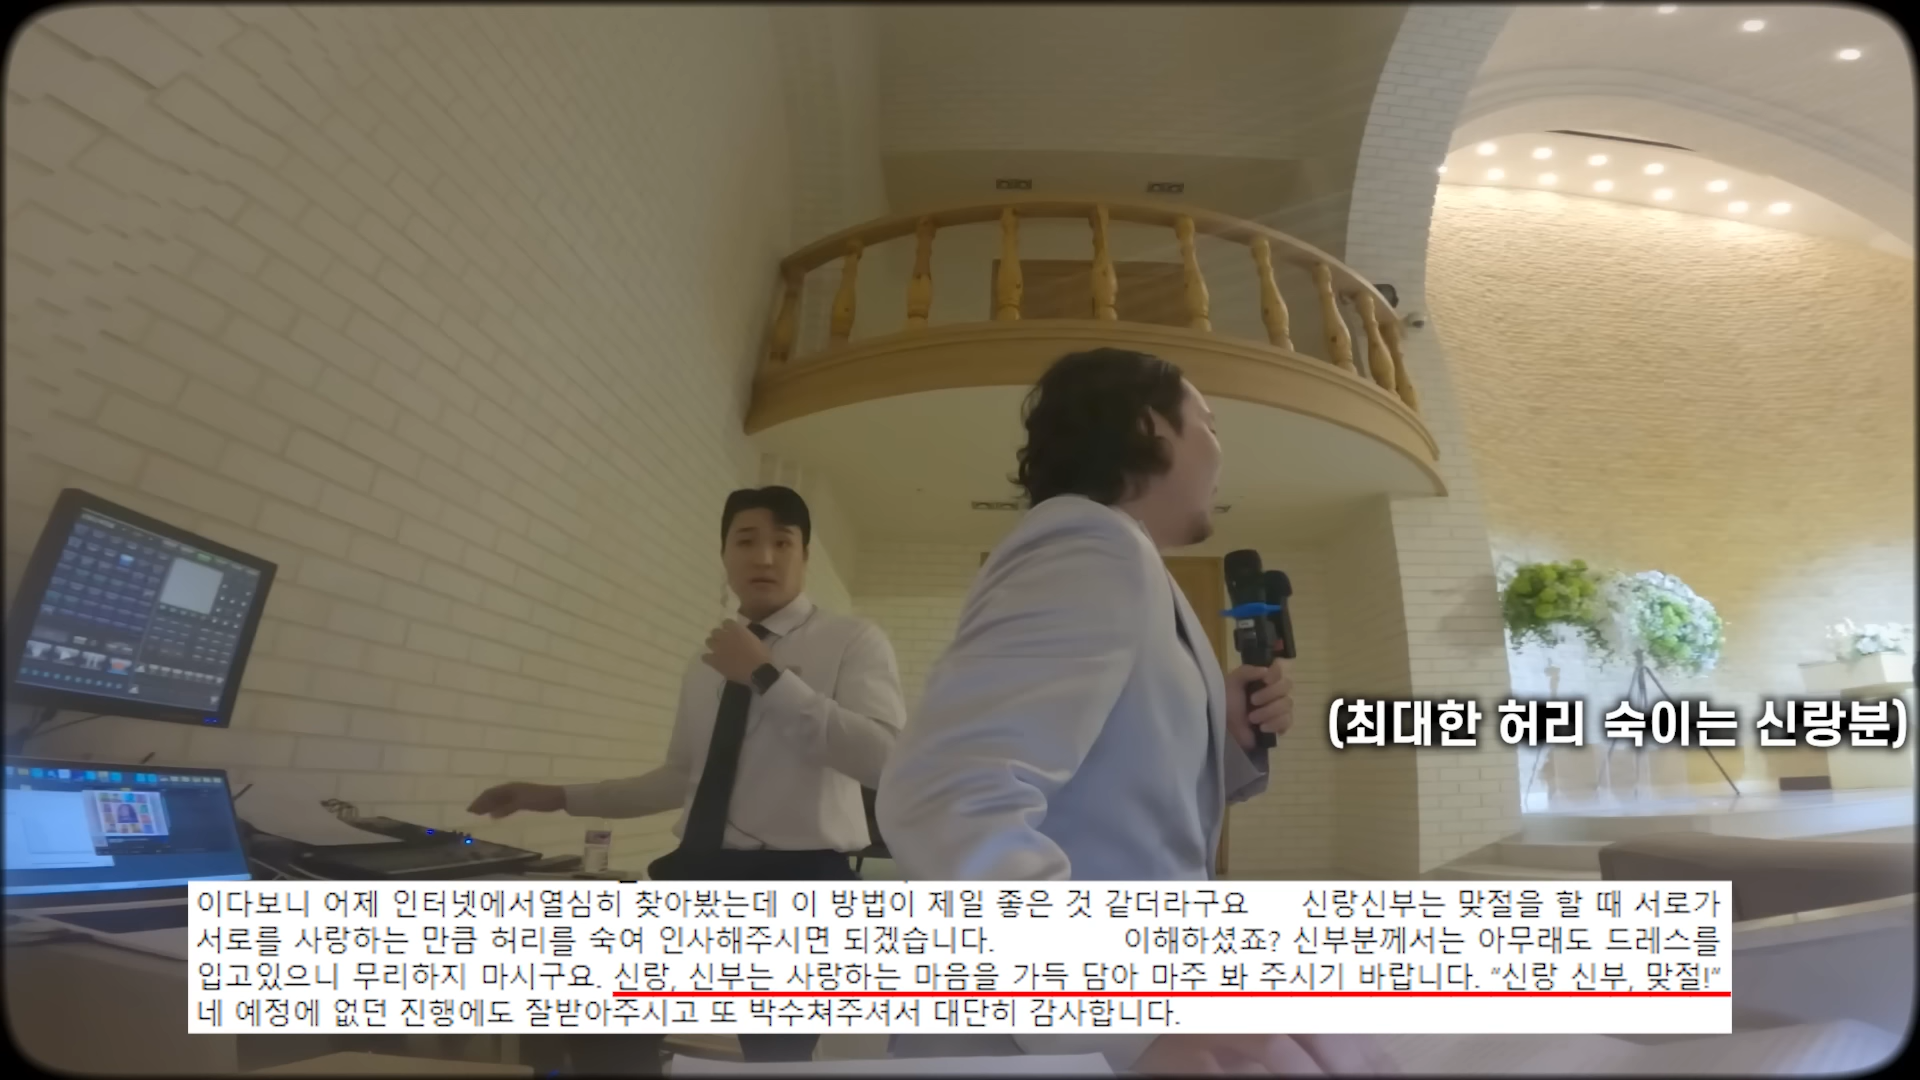 (최대한 허리 숙이는 신랑분)
이다보니 어제 인터넷에서열심히 찾아봤는데 이 방법이 제일 좋은 것 같더라구요 신랑신부는 맞절을 할 때 서로가
서로를 사랑하는 만큼 허리를 숙여 인사해주시면 되겠습니다. 이해하셨죠? 신부분께서는 아무래도 드레스를
입고있으니 무리하지 마시구요. 신랑, 신부는 사랑하는 마음을 가득 담아 마주 봐 주시기 바랍니다. “신랑 신부, 맞절!”
네 예정에 없던 진행에도 잘받아주시고 또 박수쳐주셔서 대단히 감사합니다.